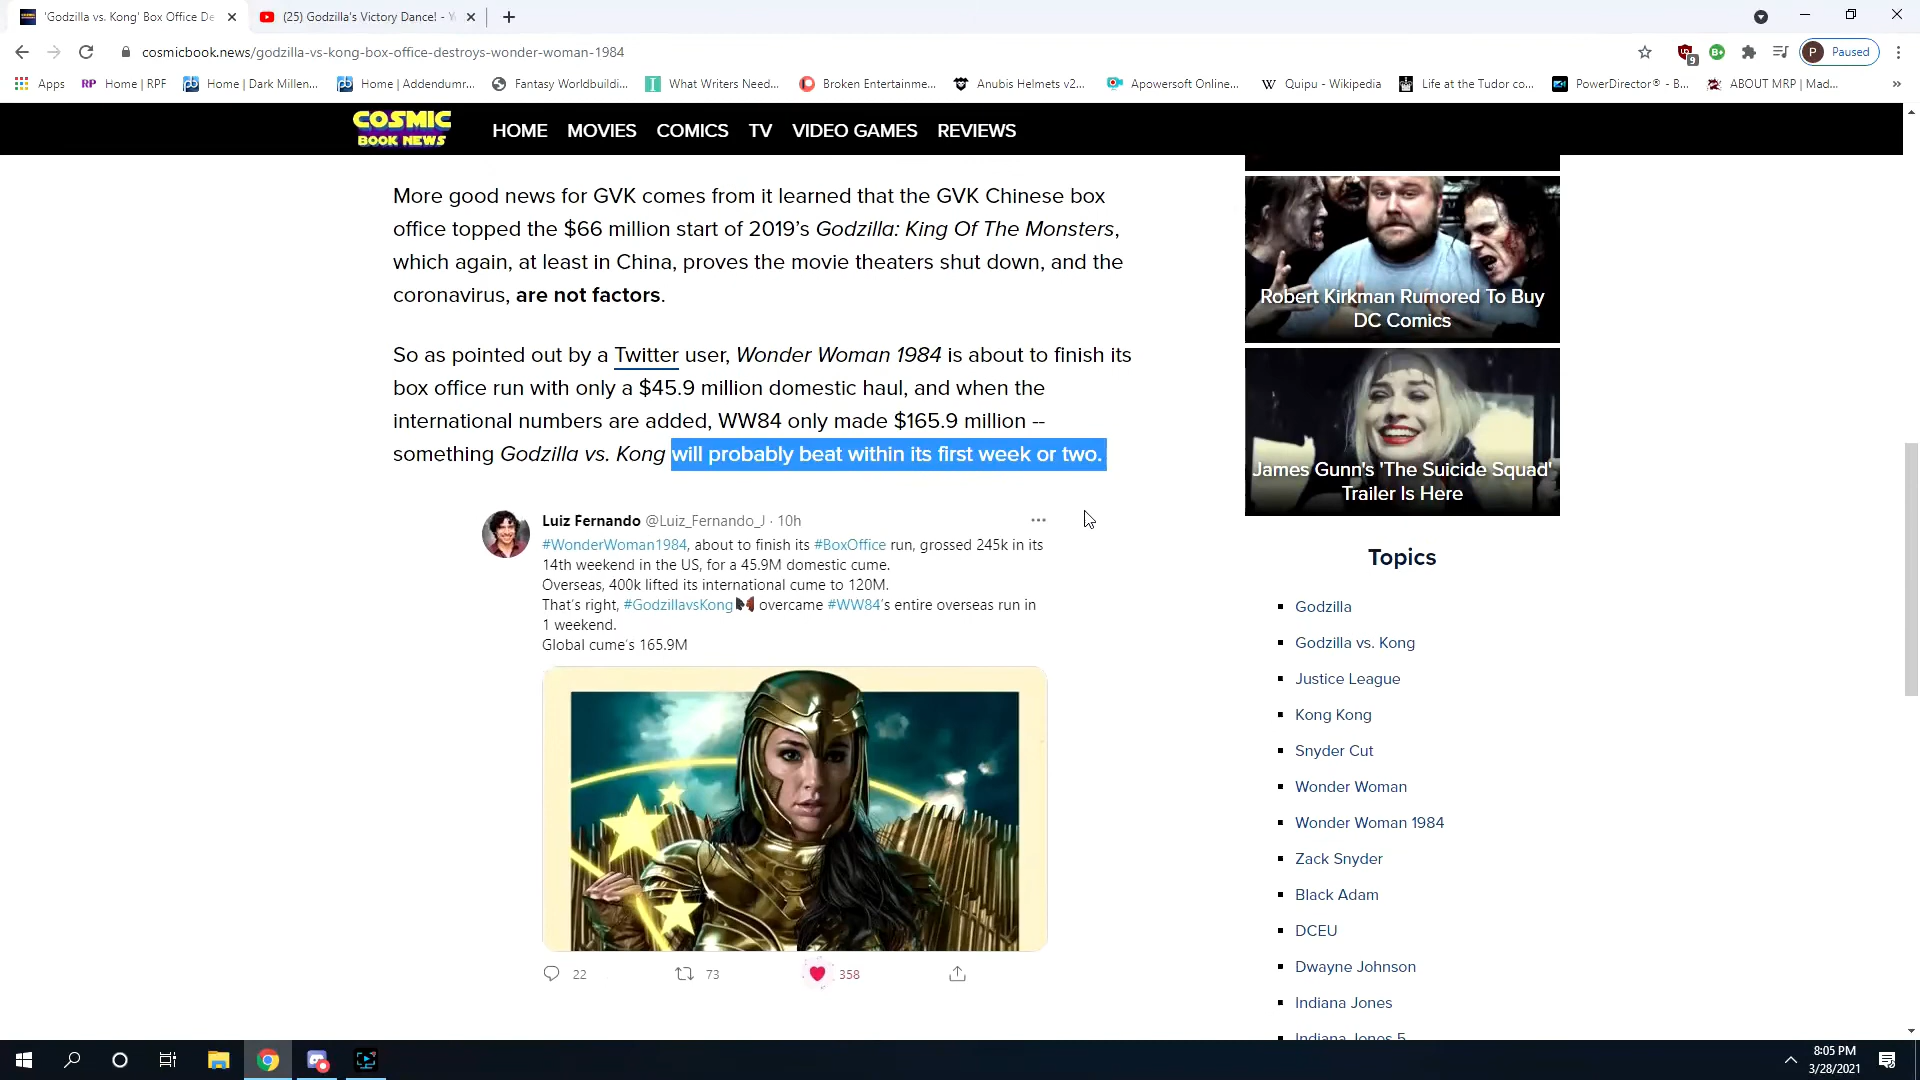 'Godzilla vs. Kong' Box Office De
(25) Godzilla's Victory Dance! - Y
cosmicbook.news/godzilla-vs-kong-box-office-destroys-wonder-woman-1984
9
P Paused
Apps
RP Home | RPF
Home | Dark Millen...
Home | Addendumr...
Fantasy Worldbuildi...
What Writers Need...
Broken Entertainme...
Anubis Helmets v2...
Apowersoft Online...
W Quipu - Wikipedia
Life at the Tudor co...
PowerDirector® - B...
ABOUT MRP | Mad...
»
COSMIC
BOOK NEWS
HOME MOVIES COMICS TV VIDEO GAMES REVIEWS
More good news for GVK comes from it learned that the GVK Chinese box
office topped the $66 million start of 2019’s Godzilla: King Of The Monsters,
which again, at least in China, proves the movie theaters shut down, and the
coronavirus, are not factors.
So as pointed out by a Twitter user, Wonder Woman 1984 is about to finish its
box office run with only a $45.9 million domestic haul, and when the
international numbers are added, WW84 only made $165.9 million --
something Godzilla vs. Kong will probably beat within its first week or two.
Luiz Fernando @Luiz_Fernando_J · 10h
#WonderWoman1984, about to finish its #BoxOffice run, grossed 245k in its
14th weekend in the US, for a 45.9M domestic cume.
Overseas, 400k lifted its international cume to 120M.
That's right, #GodzillavsKong overcame #WW84's entire overseas run in
1 weekend.
Global cume's 165.9M
22 73 358
Robert Kirkman Rumored To Buy
DC Comics
James Gunn's 'The Suicide Squad'
Trailer Is Here
Topics
Godzilla
Godzilla vs. Kong
Justice League
Kong Kong
Snyder Cut
Wonder Woman
Wonder Woman 1984
Zack Snyder
Black Adam
DCEU
Dwayne Johnson
Indiana Jones
Indiana Jones 5
8:05 PM
3/28/2021